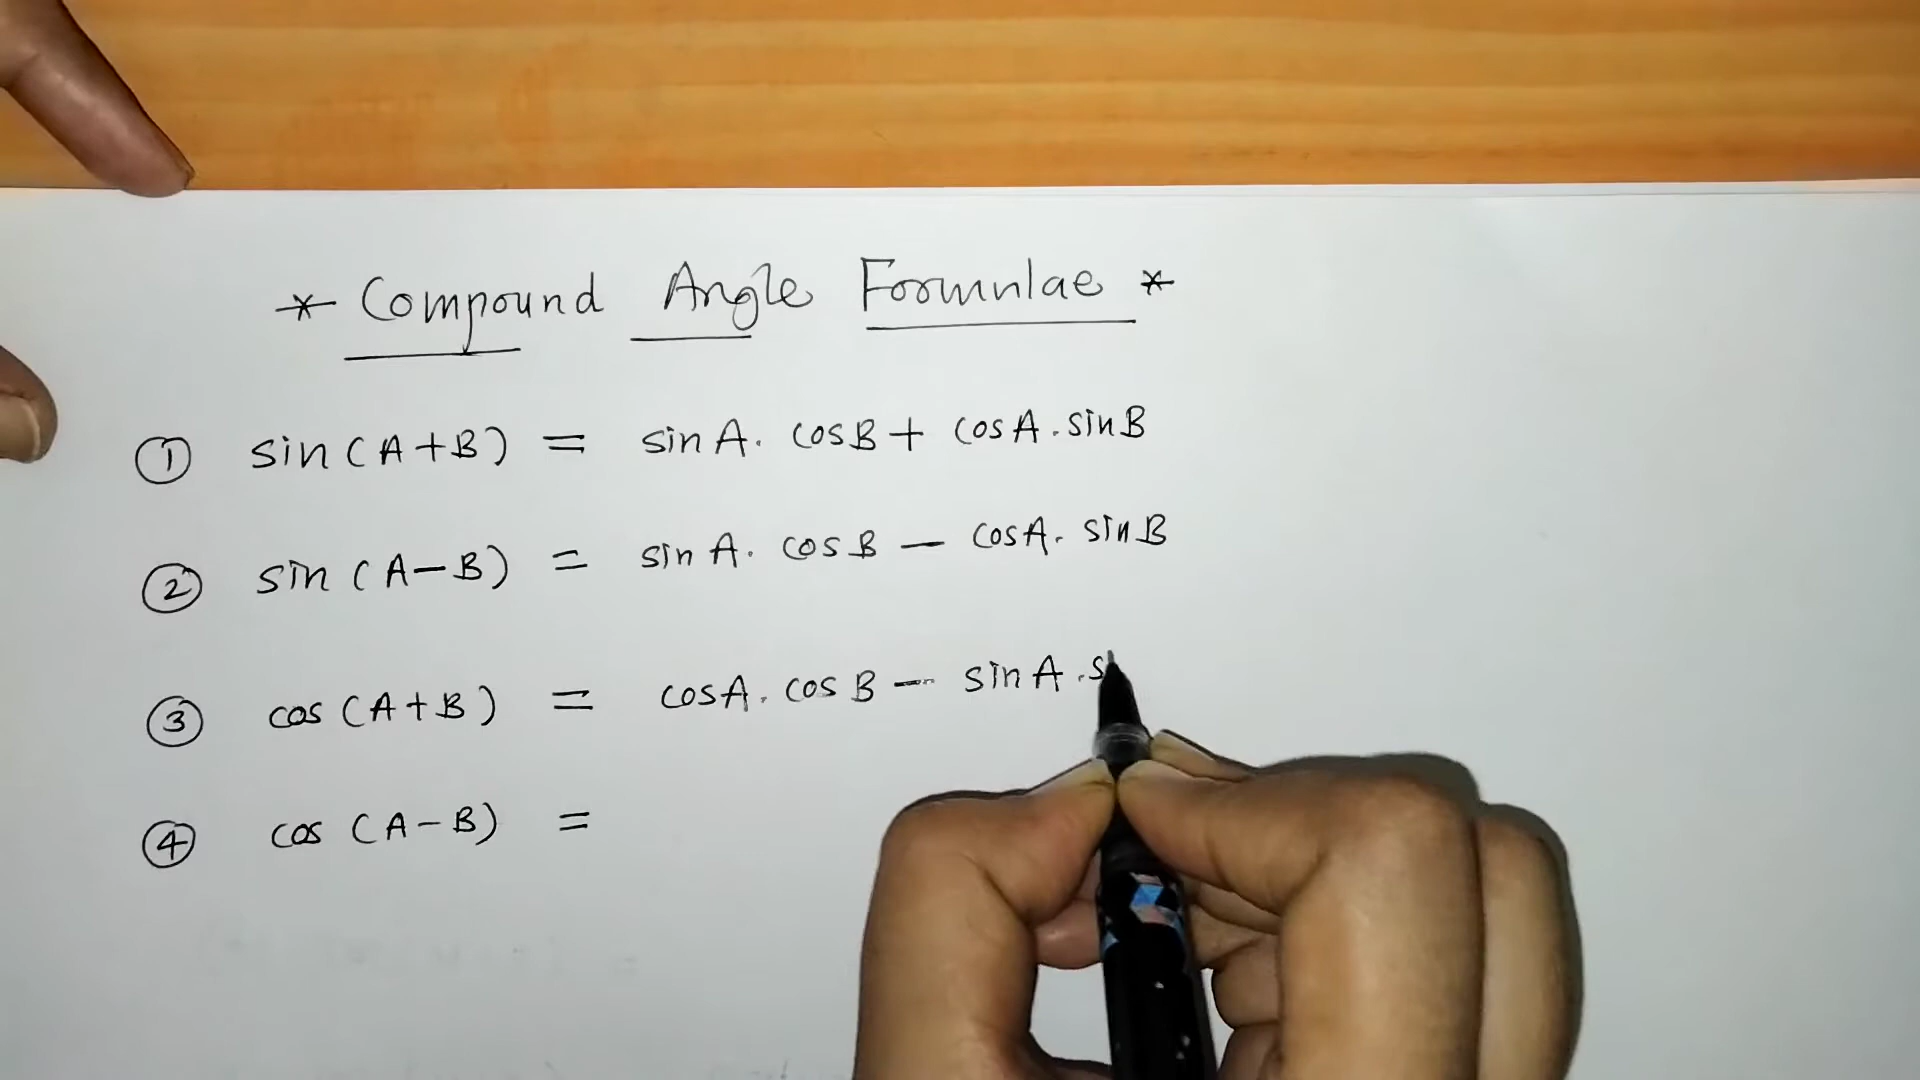 * Compound Angle Formulae *
① sin(A+B) = sinA. cosB + cosA.sinB
② sin(A-B) = sinA. cosB - cosA. sinB
③ cos(A+B) = cosA. cosB - sinA.s
④ cos(A-B) =